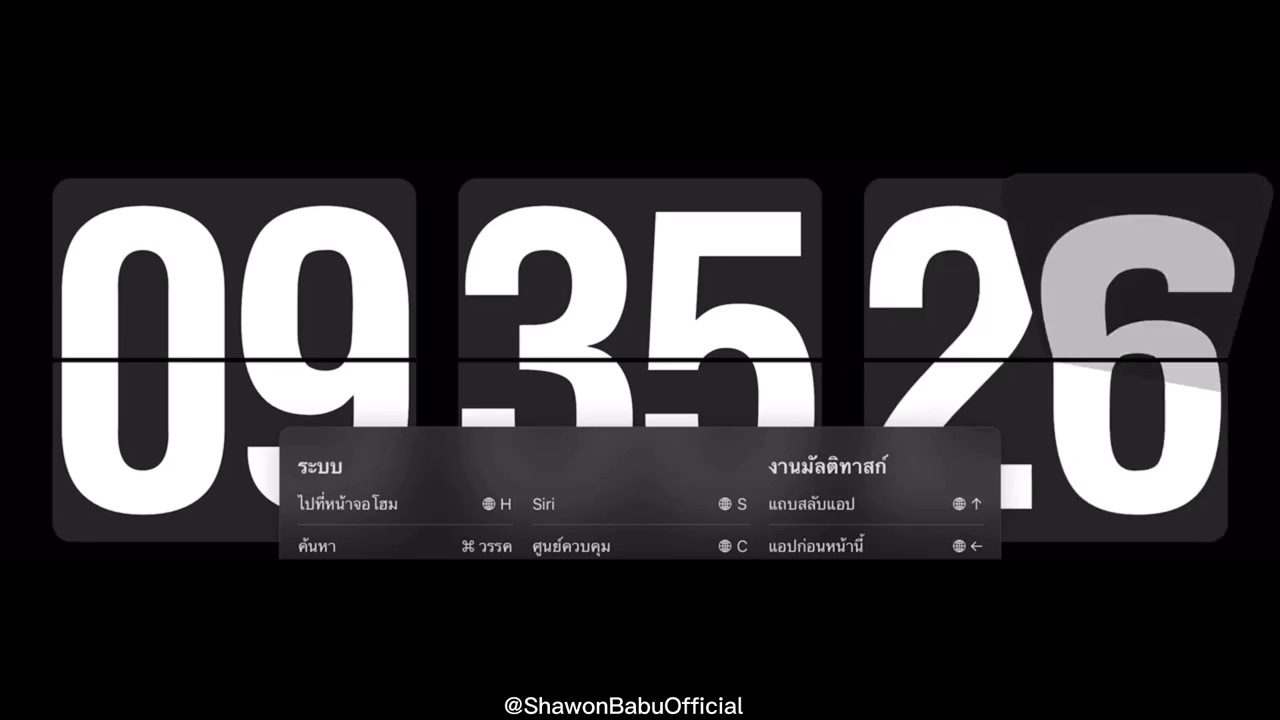 09 35 26
ระบบ งานมัลติทาสก์
ไปที่หน้าจอโฮม H Siri S แถบสลับแอป ↑
ค้นหา ⌘ วรรค ศูนย์ควบคุม C แอปก่อนหน้านี้ ←
@ShawonBabuOfficial